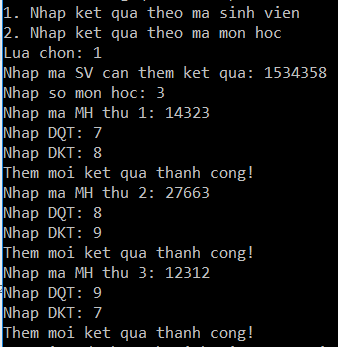 1. Nhap ket qua theo ma sinh vien
2. Nhap ket qua theo ma mon hoc
Lua chon: 1
Nhap ma SV can them ket qua: 1534358
Nhap so mon hoc: 3
Nhap ma MH thu 1: 14323
Nhap DQT: 7
Nhap DKT: 8
Them moi ket qua thanh cong!
Nhap ma MH thu 2: 27663
Nhap DQT: 8
Nhap DKT: 9
Them moi ket qua thanh cong!
Nhap ma MH thu 3: 12312
Nhap DQT: 9
Nhap DKT: 7
Them moi ket qua thanh cong!